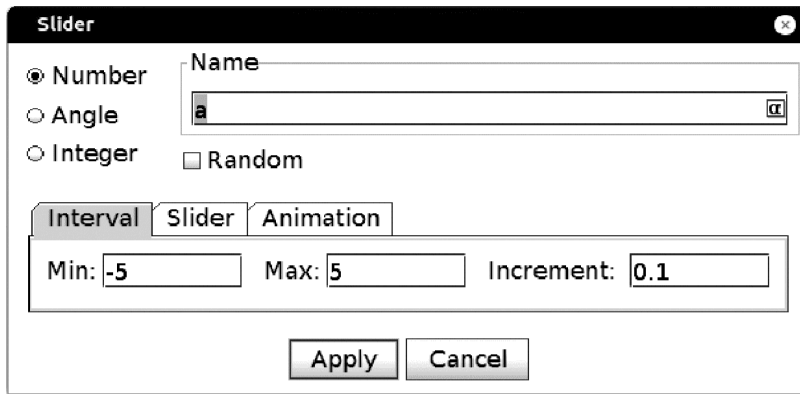 Slider
Number
Angle
Integer
Name
a
α
Random
Interval Slider Animation
Min: -5 Max: 5 Increment: 0.1
Apply Cancel